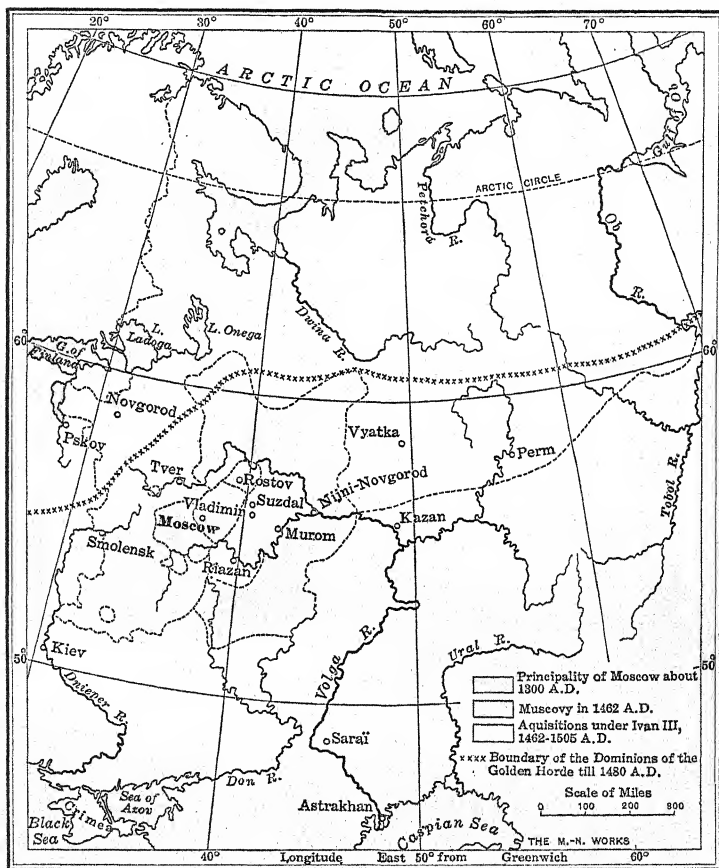 20° 30° 40° 50° 60° 70°
ARCTIC OCEAN
Gulf of Ob
ARCTIC CIRCLE
Petchora R.
Ob R.
Dwina R.
60° 60°
L. Ladoga
L. Onega
G. of Finland
Novgorod
Pskov
Vyatka
Perm
Tver
Rostov
Nijni-Novgorod
Tobol R.
Vladimir
Suzdal
Moscow
Kazan
Smolensk
Murom
Riazan
Kiev
50° 50°
Volga R.
Ural R.
Dnieper R.
Principality of Moscow about
1300 A.D.
Muscovy in 1462 A.D.
Aquisitions under Ivan III,
1462-1505 A.D.
xxxx Boundary of the Dominions of the
Golden Horde till 1480 A.D.
Saraï
Don R.
Scale of Miles
0 100 200 300
Sea of Azov
Crimea
Black Sea
Astrakhan
Caspian Sea
THE M.-N. WORKS
40° Longitude East 50° from Greenwich 60°